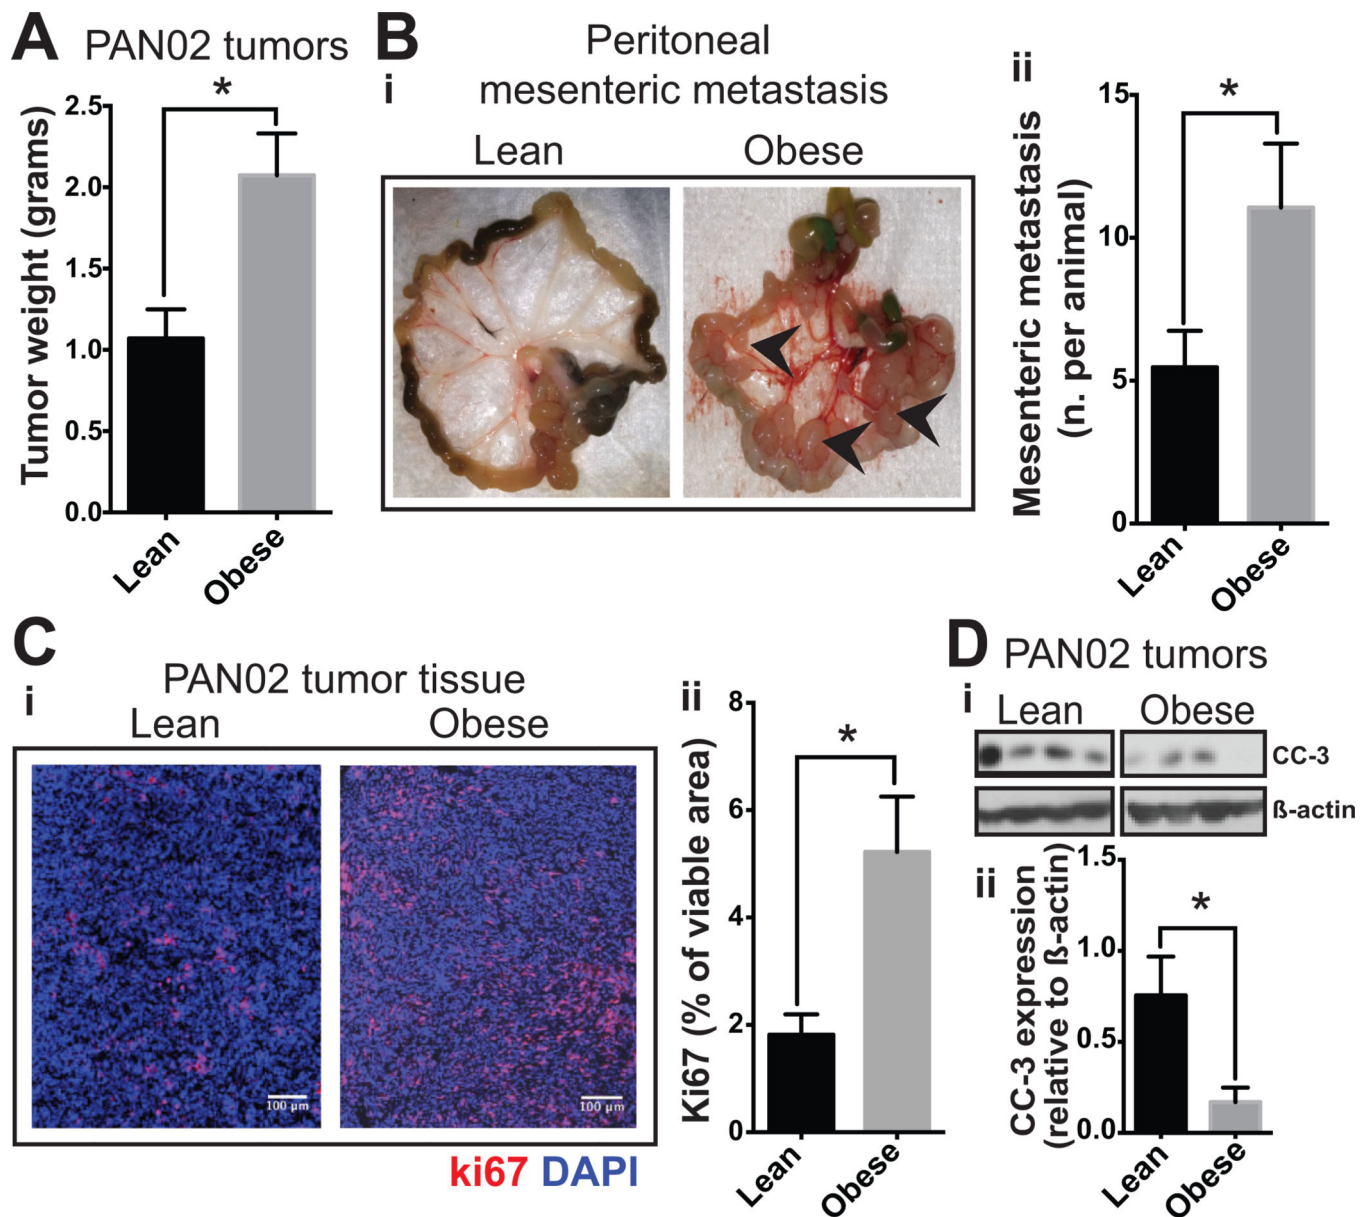 A PAN02 tumors
Tumor weight (grams)
2.5
2.0
1.5
1.0
0.5
0.0
*
Lean
Obese
B Peritoneal
mesenteric metastasis
i
Lean Obese
ii
Mesenteric metastasis
(n. per animal)
15
10
5
0
*
Lean
Obese
C
PAN02 tumor tissue
i
Lean Obese
100 µm
100 µm
ki67 DAPI
ii
Ki67 (% of viable area)
8
6
4
2
0
*
Lean
Obese
D PAN02 tumors
i
Lean Obese
CC-3
ß-actin
ii
CC-3 expression
(relative to ß-actin)
1.5
1.0
0.5
0.0
*
Lean
Obese